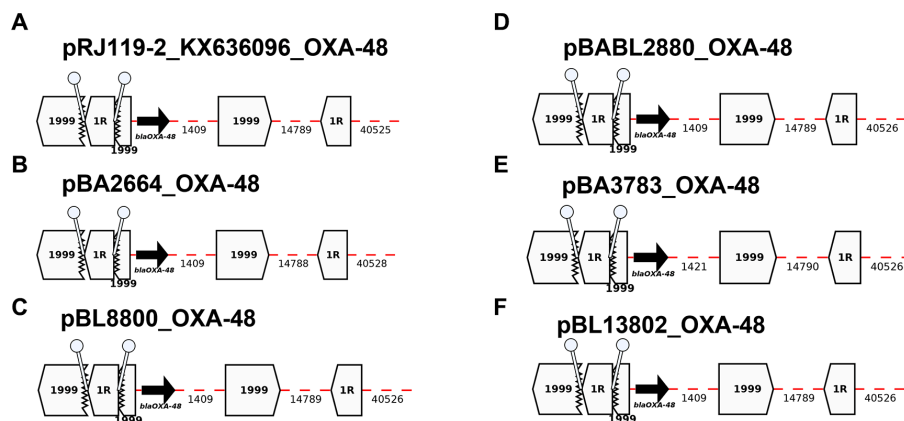 A
pRJ119-2_KX636096_OXA-48
1999 1R 1999 blaOXA-48 1409 1999 14789 1R 40525
B
pBA2664_OXA-48
1999 1R 1999 blaOXA-48 1409 1999 14788 1R 40528
C
pBL8800_OXA-48
1999 1R 1999 blaOXA-48 1409 1999 14789 1R 40526
D
pBABL2880_OXA-48
1999 1R 1999 blaOXA-48 1409 1999 14789 1R 40526
E
pBA3783_OXA-48
1999 1R 1999 blaOXA-48 1421 1999 14790 1R 40526
F
pBL13802_OXA-48
1999 1R 1999 blaOXA-48 1409 1999 14789 1R 40526